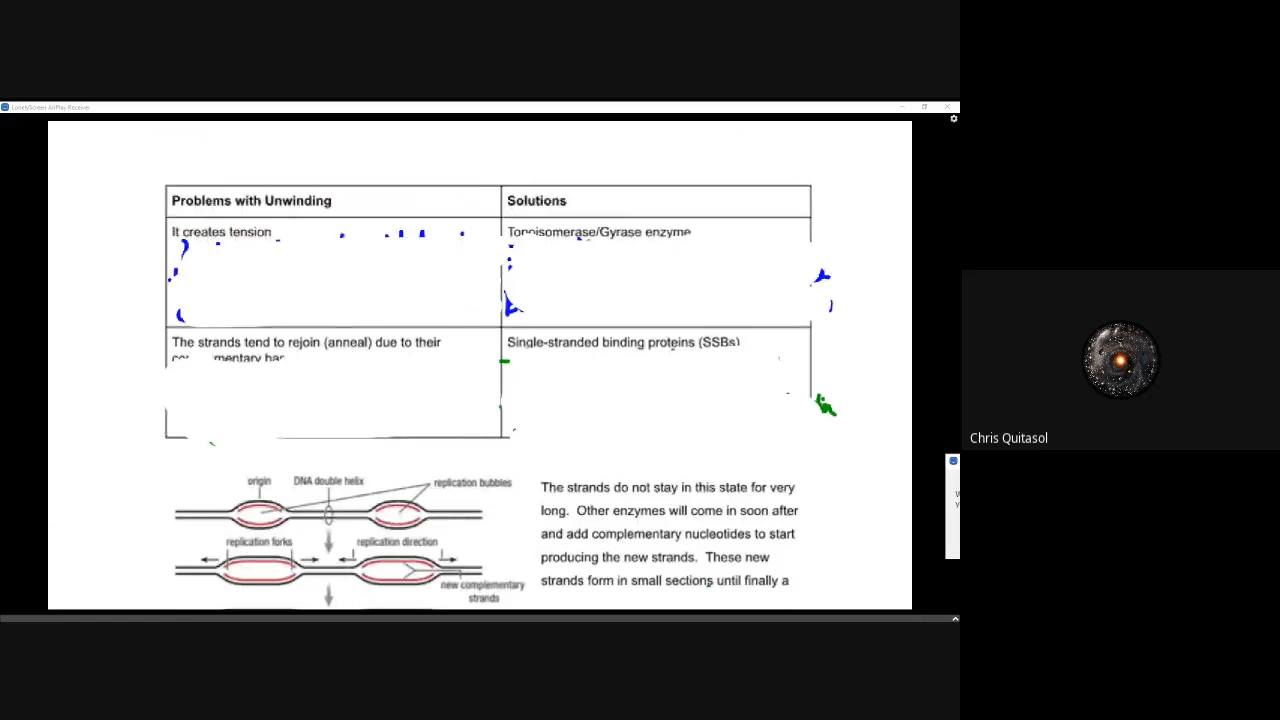 LonelyScreen AirPlay Receiver
Problems with Unwinding
Solutions
It creates tension
Topoisomerase/Gyrase enzyme
The strands tend to rejoin (anneal) due to their
Single-stranded binding proteins (SSBs)
origin
DNA double helix
replication bubbles
replication forks
replication direction
new complementary
strands
The strands do not stay in this state for very
long. Other enzymes will come in soon after
and add complementary nucleotides to start
producing the new strands. These new
strands form in small sections until finally a
Chris Quitasol